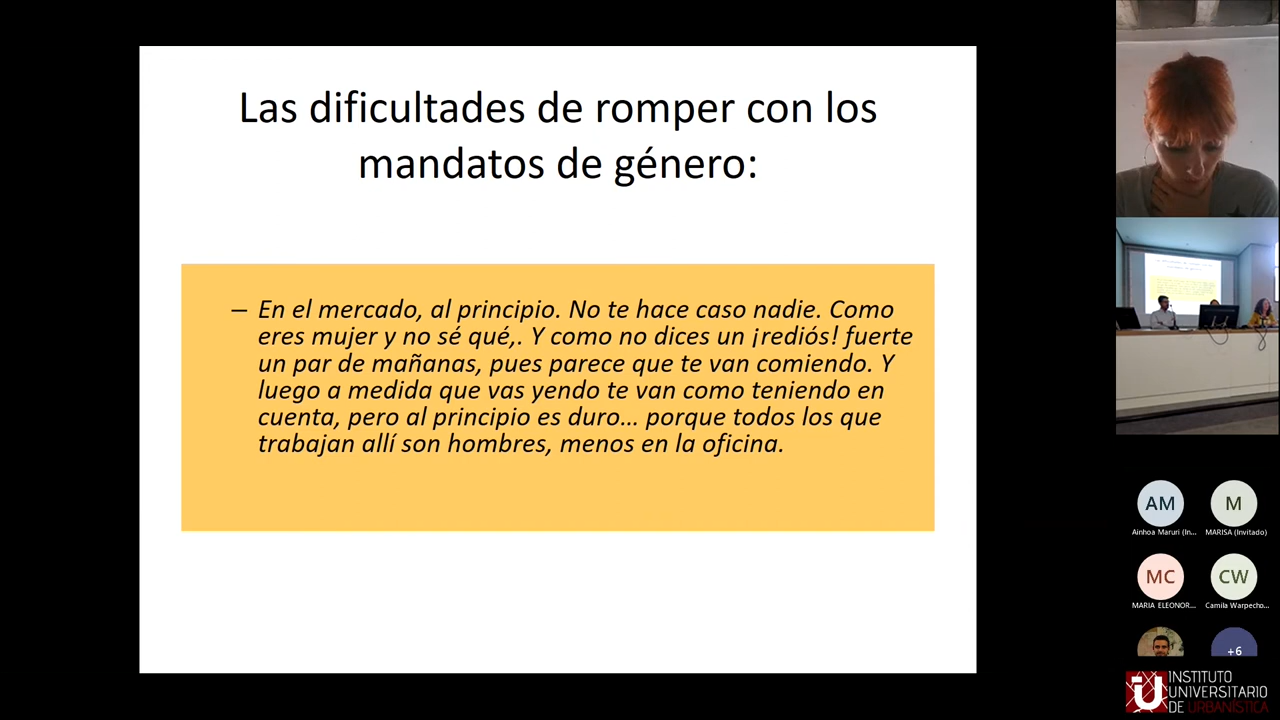 Las dificultades de romper con los
mandatos de género:
– En el mercado, al principio. No te hace caso nadie. Como
eres mujer y no sé qué,. Y como no dices un ¡rediós! fuerte
un par de mañanas, pues parece que te van comiendo. Y
luego a medida que vas yendo te van como teniendo en
cuenta, pero al principio es duro… porque todos los que
trabajan allí son hombres, menos en la oficina.
AM
M
Ainhoa Maruri (In...
MARISA (Invitado)
MC
CW
MARIA ELEONOR...
Camila Warpecho...
+6
INSTITUTO
UNIVERSITARIO
DE URBANÍSTICA